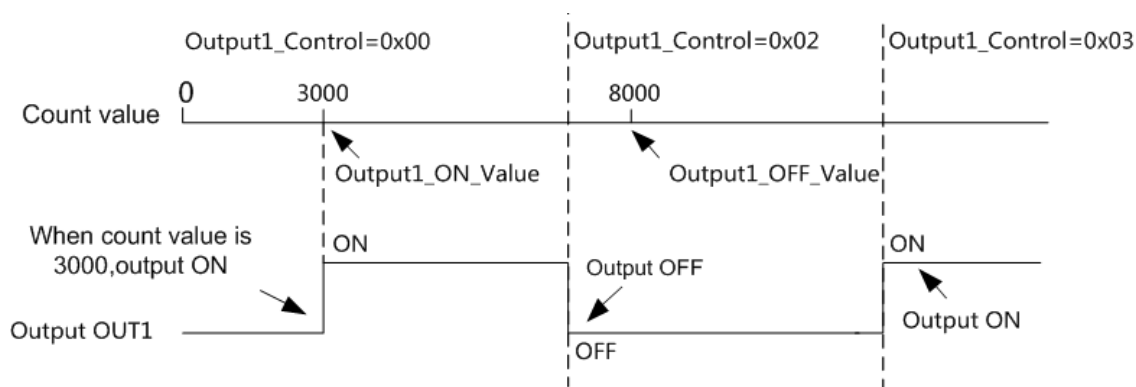 Output1_Control=0x00
Output1_Control=0x02
Output1_Control=0x03
0
3000
8000
Count value
Output1_ON_Value
Output1_OFF_Value
When count value is
3000,output ON
ON
Output OFF
ON
Output OUT1
Output ON
OFF